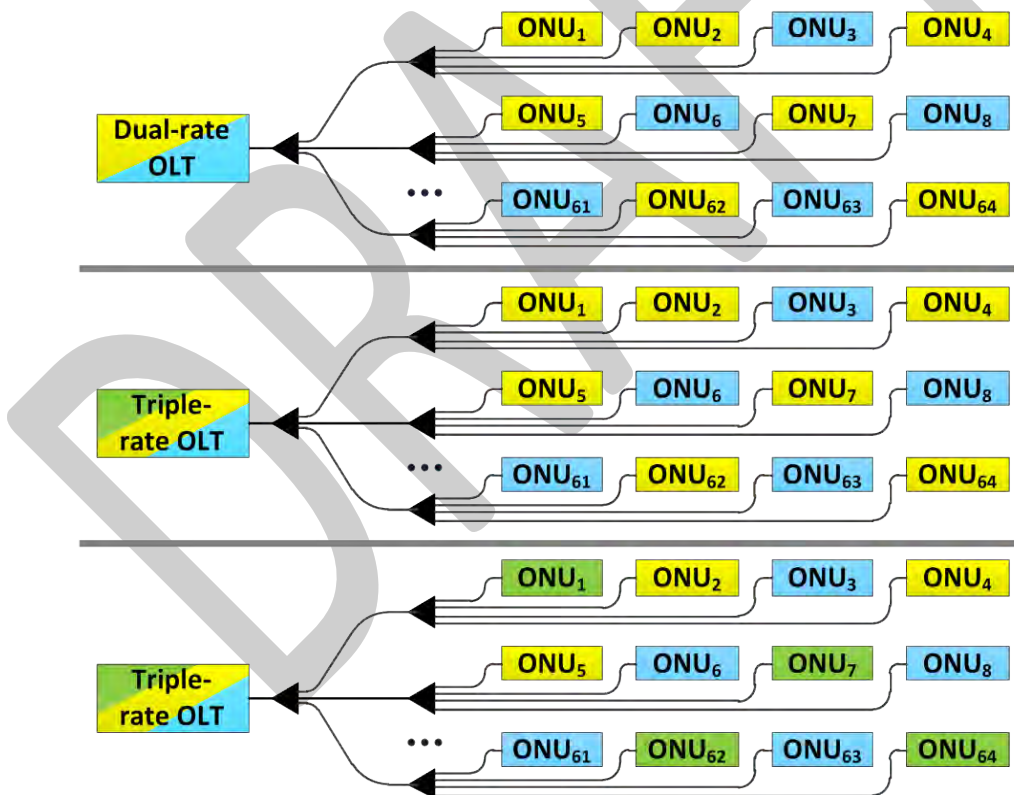 ONU₁ ONU₂ ONU₃ ONU₄
Dual-rate
OLT
ONU₅ ONU₆ ONU₇ ONU₈
•••
ONU₆₁ ONU₆₂ ONU₆₃ ONU₆₄
ONU₁ ONU₂ ONU₃ ONU₄
Triple-
rate OLT
ONU₅ ONU₆ ONU₇ ONU₈
•••
ONU₆₁ ONU₆₂ ONU₆₃ ONU₆₄
ONU₁ ONU₂ ONU₃ ONU₄
Triple-
rate OLT
ONU₅ ONU₆ ONU₇ ONU₈
•••
ONU₆₁ ONU₆₂ ONU₆₃ ONU₆₄
DRA